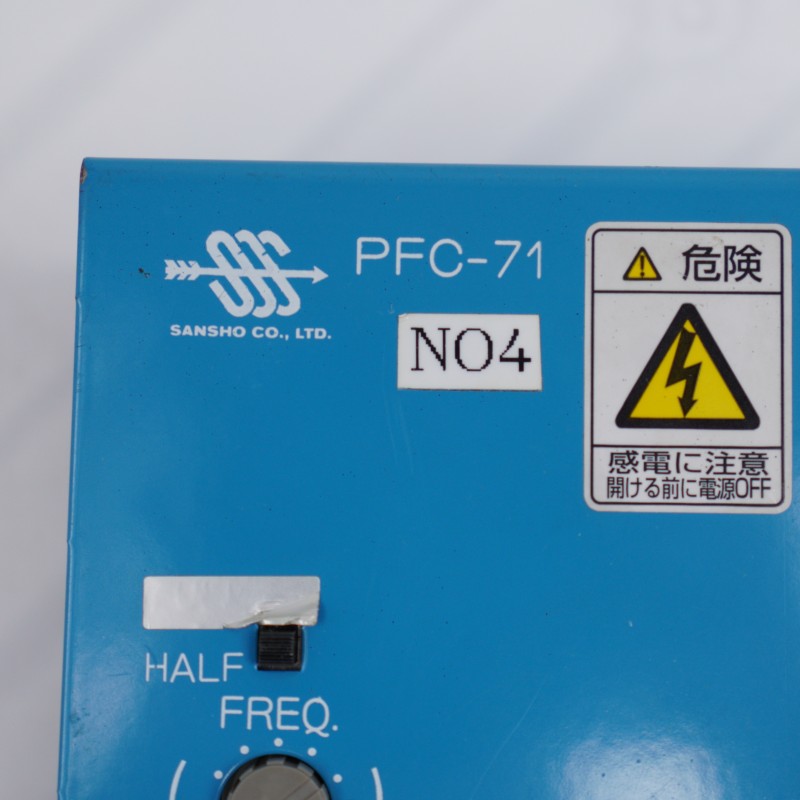 SANSHO CO., LTD.
PFC-71
NO4
危険
感電に注意
開ける前に電源OFF
HALF
FREQ.